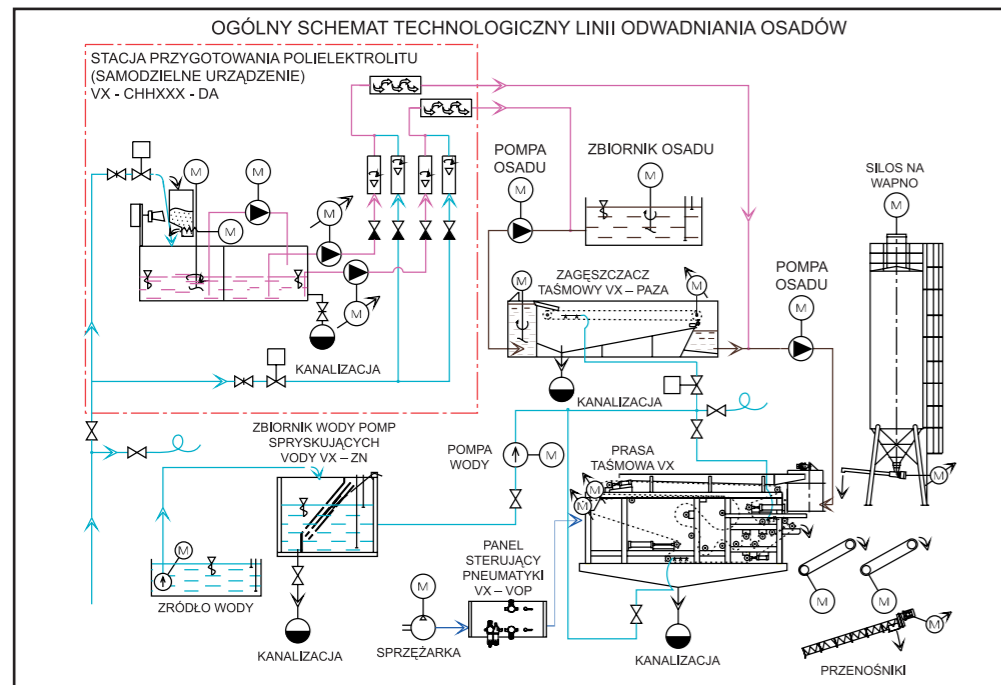 OGÓLNY SCHEMAT TECHNOLOGICZNY LINII ODWADNIANIA OSADÓW
STACJA PRZYGOTOWANIA POLIELEKTROLITU
(SAMODZIELNE URZĄDZENIE)
VX - CHHXXX - DA
M
M
M
M
M
KANALIZACJA
POMPA
OSADU
M
ZBIORNIK OSADU
M
SILOS NA
WAPNO
M
ZAGĘSZCZACZ
TAŚMOWY VX – PAZA
M
M
POMPA
OSADU
M
KANALIZACJA
ZBIORNIK WODY POMP
SPRYSKUJĄCYCH
VODY VX – ZN
POMPA
WODY
M
PRASA
TAŚMOWA VX
M
M
M
M
ZRÓDŁO WODY
KANALIZACJA
M
SPRZĘŻARKA
PANEL
STERUJĄCY
PNEUMATYKI
VX – VOP
KANALIZACJA
M
M
M
PRZENOŚNIKI